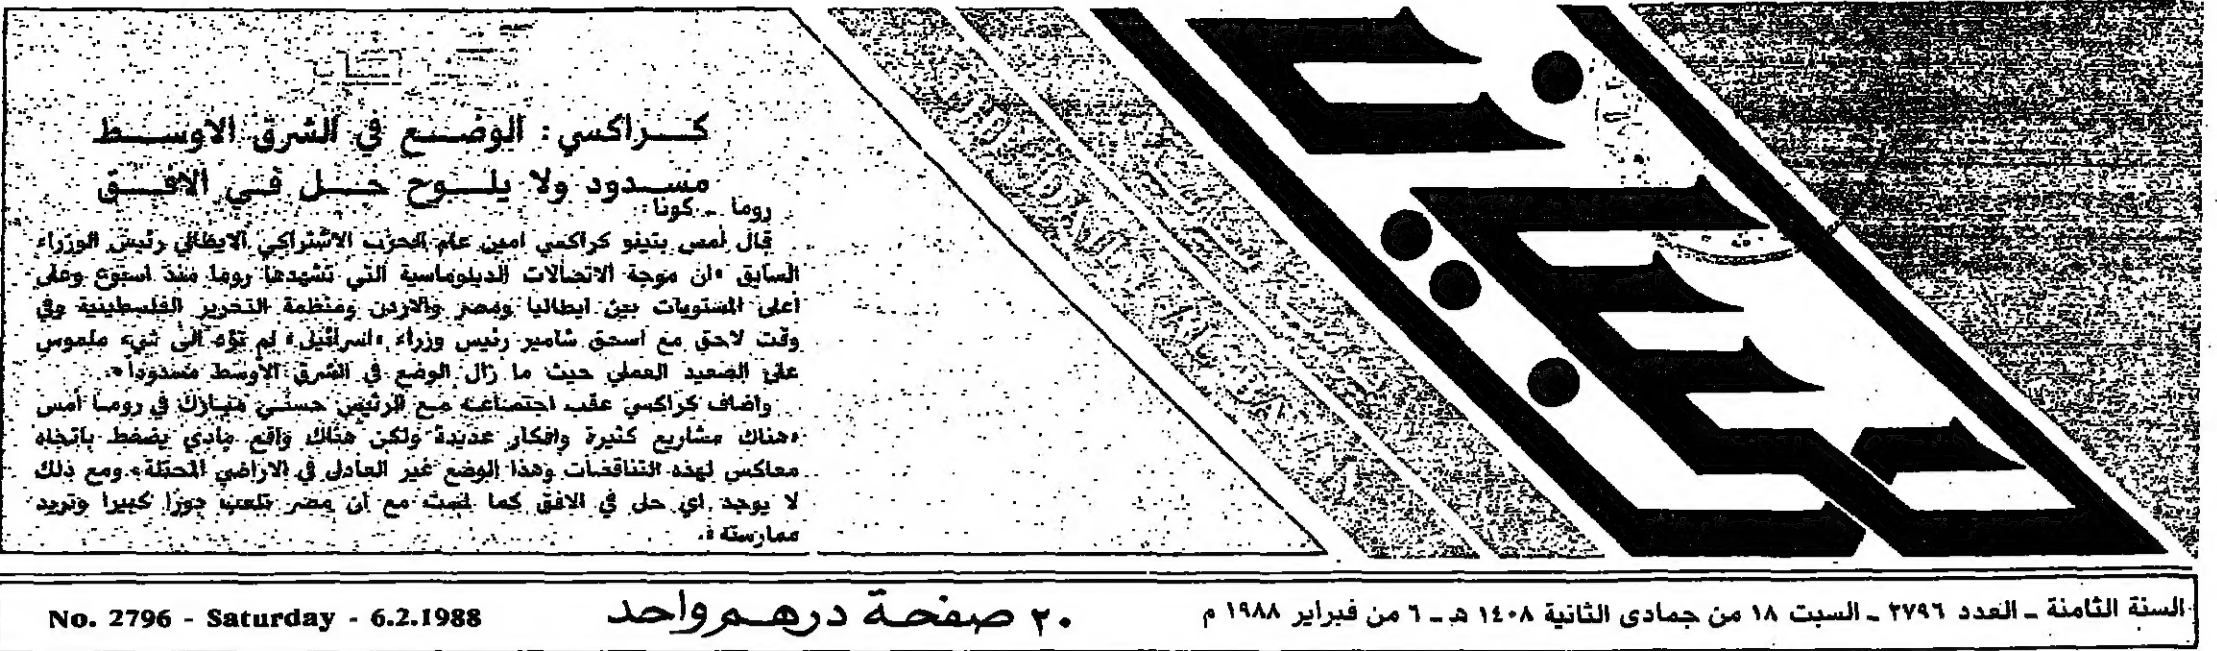 كـــراكسي : الوضـــع في الشرق الاوســـط
مســدود ولا يلـــوح حـــل فـــي الافـــق
روما - كونا :
قال أمس بتينو كراكسي امين عام الحزب الاشتراكي الايطالي رئيس الوزراء
السابق «ان موجة الاتصالات الدبلوماسية التي تشهدها روما منذ اسبوع وعلى
اعلى المستويات بين ايطاليا ومصر والاردن ومنظمة التحرير الفلسطينية وفي
وقت لاحق مع اسحق شامير رئيس وزراء «اسرائيل» لم تؤد الى شيء ملموس
على الصعيد العملي حيث ما زال الوضع في الشرق الاوسط مسدودا».
واضاف كراكسي عقب اجتماعه مع الرئيس حسني مبارك في روما أمس
«هناك مشاريع كثيرة وافكار عديدة ولكن هناك واقع مادي يضغط باتجاه
معاكس لهذه التناقضات وهذا الوضع غير العادل في الاراضي المحتلة» ومع ذلك
لا يوجد اي حل في الافق كما مع ان مصر تلعب دورا كبيرا وتريد
ممارسته».
السنة الثامنة ـ العدد ٢٧٩٦ ـ السبت ١٨ من جمادى الثانية ١٤٠٨ هـ ـ ٦ من فبراير ١٩٨٨ م
٢٠ صفحة درهم واحد
No. 2796 - Saturday - 6.2.1988